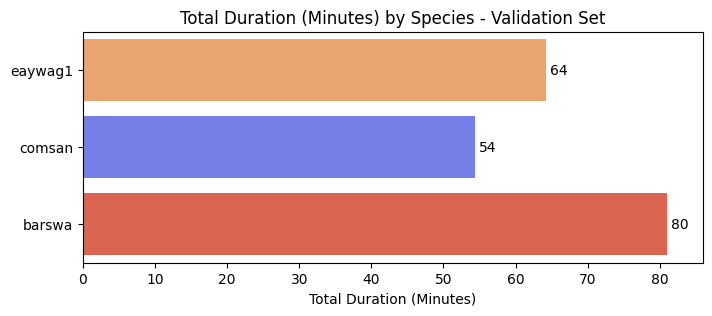 Total Duration (Minutes) by Species - Validation Set
eaywag1
64
comsan
54
barswa
80
0 10 20 30 40 50 60 70 80
Total Duration (Minutes)